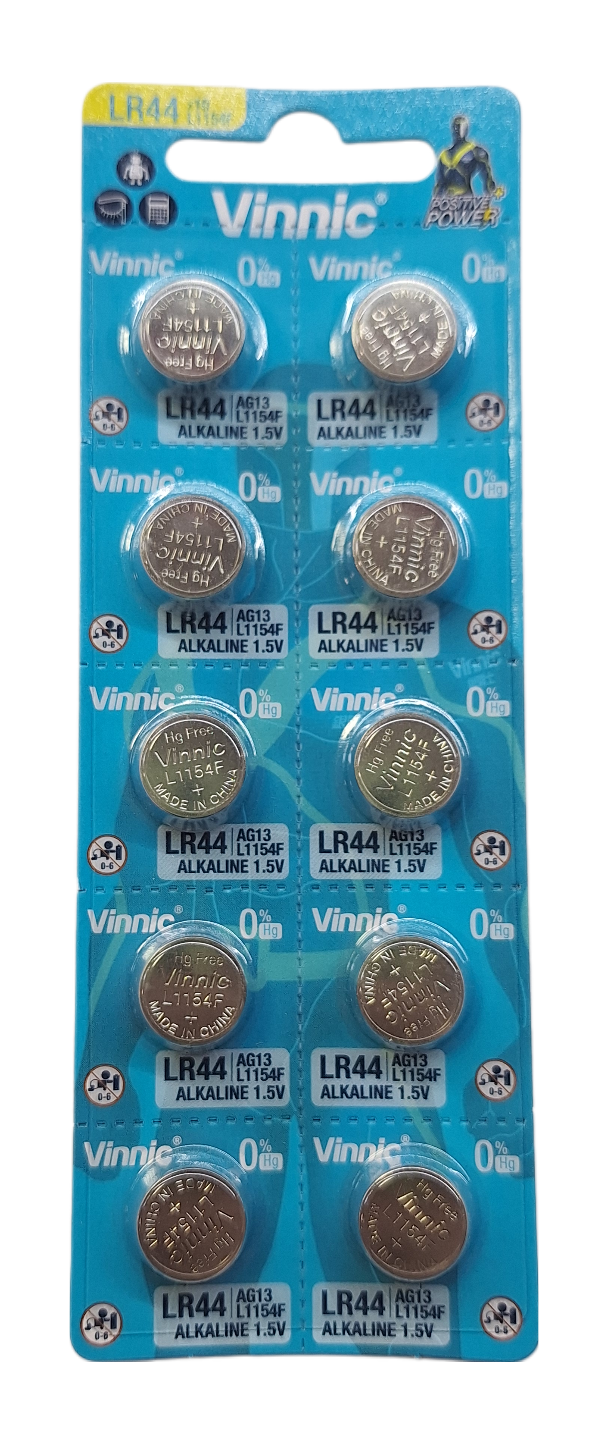 LR44
Vinnic®
POSITIVE
POWER
Vinnic® 0% Hg
MADE IN CHINA
+
L1154F
Vinnic
Hg Free
LR44 AG13
L1154F
ALKALINE 1.5V
0-6
Vinnic® 0% Hg
MADE IN CHINA
+
L1154F
Vinnic
Hg Free
LR44 AG13
L1154F
ALKALINE 1.5V
Vinnic® 0% Hg
MADE IN CHINA
+
L1154F
Vinnic
Hg Free
LR44 AG13
L1154F
ALKALINE 1.5V
0-6
Vinnic® 0% Hg
Hg Free
Vinnic
L1154F
+
MADE IN CHINA
LR44 AG13
L1154F
ALKALINE 1.5V
0-6
Vinnic® 0% Hg
Hg Free
Vinnic
L1154F
+
MADE IN CHINA
LR44 AG13
L1154F
ALKALINE 1.5V
0-6
Vinnic® 0% Hg
Hg Free
Vinnic
L1154F
+
MADE IN CHINA
LR44 AG13
L1154F
ALKALINE 1.5V
0-6
Vinnic® 0% Hg
Hg Free
Vinnic
L1154F
+
MADE IN CHINA
LR44 AG13
L1154F
ALKALINE 1.5V
0-6
Vinnic® 0% Hg
Hg Free
Vinnic
L1154F
+
MADE IN CHINA
LR44 AG13
L1154F
ALKALINE 1.5V
0-6
Vinnic® 0% Hg
MADE IN CHINA
+
L1154F
Vinnic
Hg Free
LR44 AG13
L1154F
ALKALINE 1.5V
0-6
Vinnic® 0% Hg
Hg Free
Vinnic
L1154F
+
MADE IN CHINA
LR44 AG13
L1154F
ALKALINE 1.5V
0-6